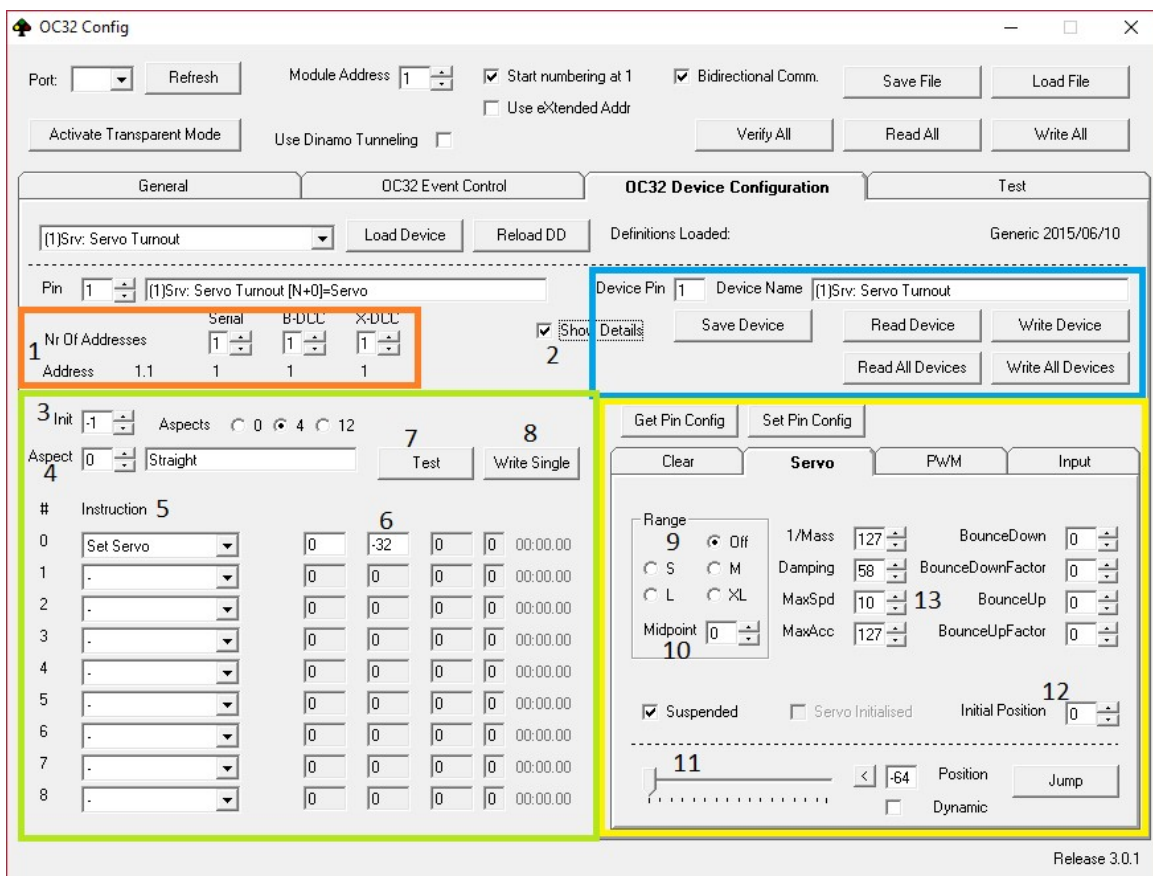 OC32 Config
Port: Refresh Module Address 1 Start numbering at 1 Bidirectional Comm. Save File Load File
Use eXtended Addr
Activate Transparent Mode Use Dinamo Tunneling Verify All Read All Write All
General OC32 Event Control OC32 Device Configuration Test
(1)Srv: Servo Turnout Load Device Reload DD Definitions Loaded: Generic 2015/06/10
Pin 1 (1)Srv: Servo Turnout [N+0]=Servo Device Pin 1 Device Name (1)Srv: Servo Turnout
Serial B-DCC X-DCC
1 Nr Of Addresses 1 1 1 Show Details Save Device Read Device Write Device
2
Address 1.1 1 1 1 Read All Devices Write All Devices
3 Init -1 Aspects 0 4 12 7 8 Get Pin Config Set Pin Config
Aspect 0 Straight Test Write Single Clear Servo PWM Input
4
# Instruction 5 6
0 Set Servo 0 -32 0 0 00:00.00
1 - 0 0 0 0 00:00.00
2 - 0 0 0 0 00:00.00
3 - 0 0 0 0 00:00.00
4 - 0 0 0 0 00:00.00
5 - 0 0 0 0 00:00.00
6 - 0 0 0 0 00:00.00
7 - 0 0 0 0 00:00.00
8 - 0 0 0 0 00:00.00
Range
9 Off 1/Mass 127 BounceDown 0
S M Damping 58 BounceDownFactor 0
L XL MaxSpd 10 13 BounceUp 0
Midpoint 0 MaxAcc 127 BounceUpFactor 0
10
12
Suspended Servo Initialised Initial Position 0
11 < -64 Position Jump
Dynamic
Release 3.0.1